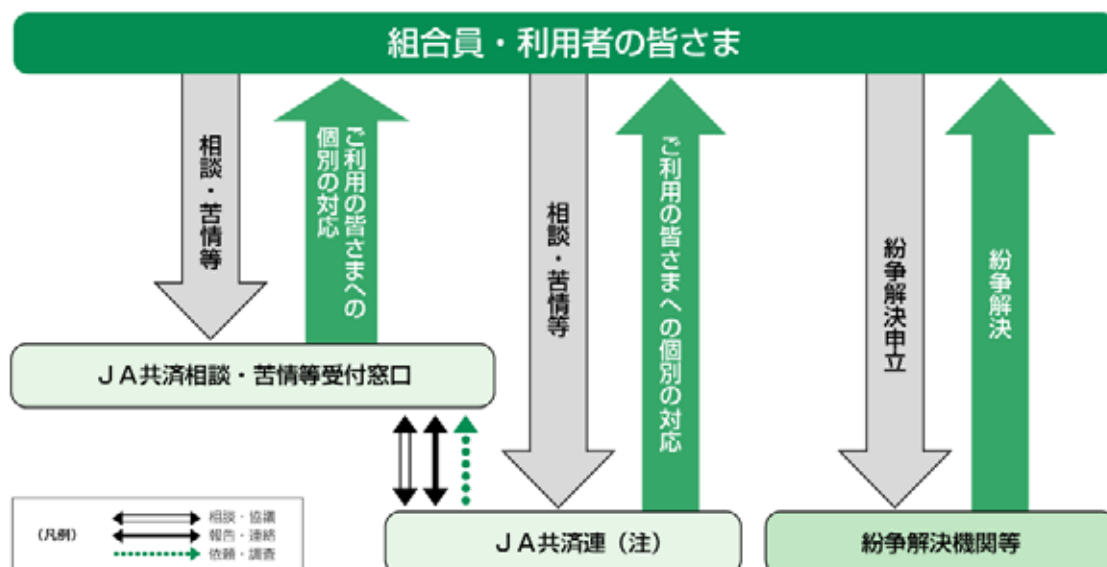 組合員・利用者の皆さま
相談・苦情等
ご利用の皆さまへの
個別の対応
相談・苦情等
ご利用の皆さまへの個別の対応
紛争解決申立
紛争解決
ＪＡ共済相談・苦情等受付窓口
（凡例）
相談・協議
報告・連絡
依頼・調査
ＪＡ共済連（注）
紛争解決機関等